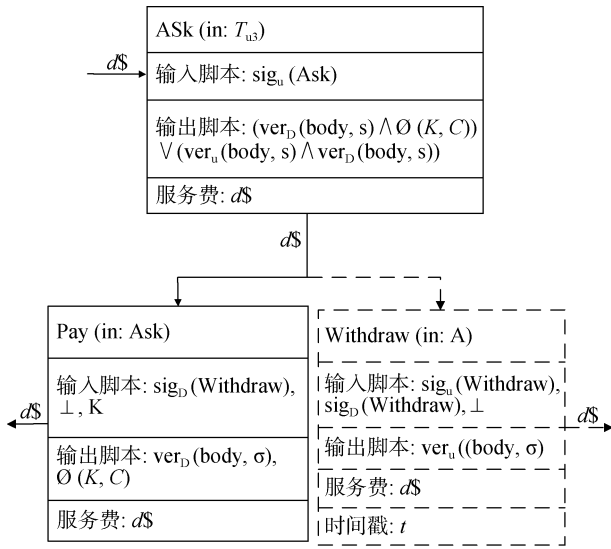 ASk (in: Tu3)
d$
输入脚本: sigu (Ask)
输出脚本: (verD (body, s) ∧ Ø (K, C))
∨ (veru (body, s) ∧ verD (body, s))
服务费: d$
d$
Pay (in: Ask)
输入脚本: sigD (Withdraw),
⊥, K
d$
输出脚本: verD (body, σ),
Ø (K, C)
服务费: d$
Withdraw (in: A)
输入脚本: sigu (Withdraw),
sigD (Withdraw), ⊥
d$
输出脚本: veru ((body, σ)
服务费: d$
时间戳: t